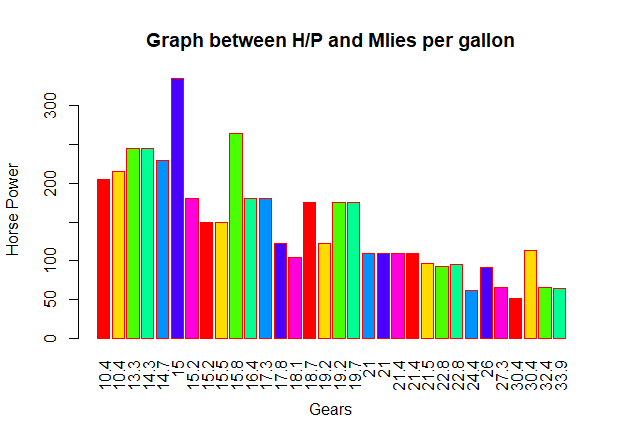 Graph between H/P and Mlies per gallon
Horse Power
300
200
100
50
0
10.4 10.4 13.3 14.3 14.7 15 15.2 15.2 15.5 15.8 16.4 17.3 17.8 18.1 18.7 19.2 19.2 19.7 21 21 21.4 21.4 21.5 22.8 22.8 24.4 26 27.3 30.4 30.4 32.4 33.9
Gears